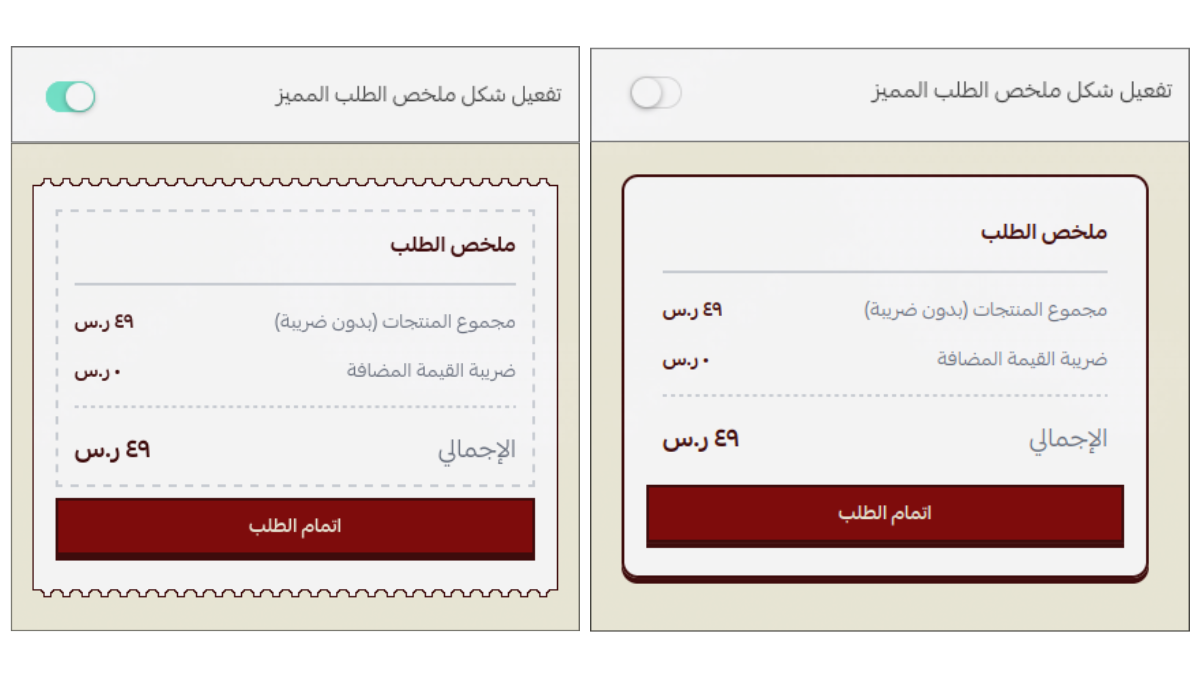 تفعيل شكل ملخص الطلب المميز
ملخص الطلب
مجموع المنتجات (بدون ضريبة) ٤٩ ر.س
ضريبة القيمة المضافة ٠ ر.س
الإجمالي ٤٩ ر.س
اتمام الطلب
تفعيل شكل ملخص الطلب المميز
ملخص الطلب
مجموع المنتجات (بدون ضريبة) ٤٩ ر.س
ضريبة القيمة المضافة ٠ ر.س
الإجمالي ٤٩ ر.س
اتمام الطلب